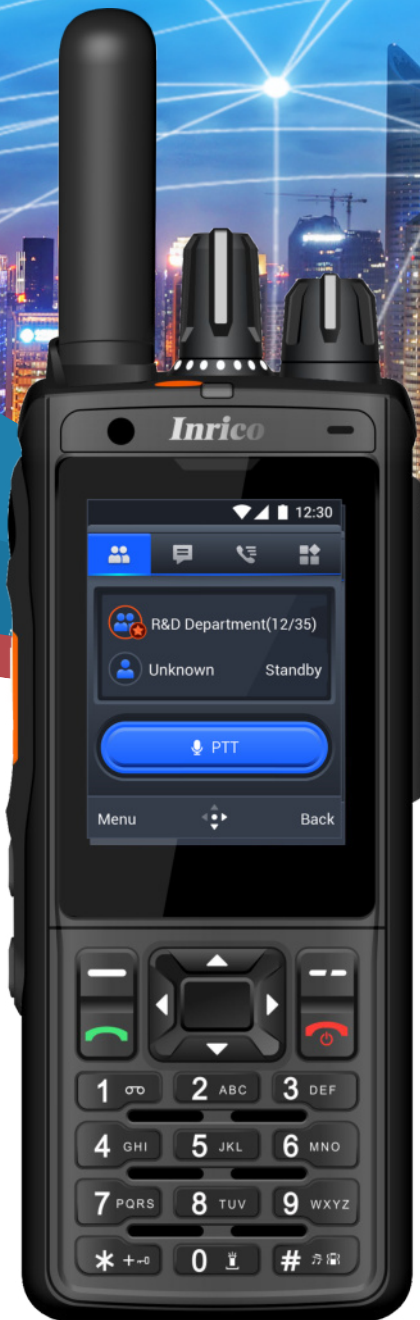 Inrico
12:30
R&D Department(12/35)
Unknown Standby
PTT
Menu Back
1 2 ABC 3 DEF
4 GHI 5 JKL 6 MNO
7 PQRS 8 TUV 9 WXYZ
* + 0 #